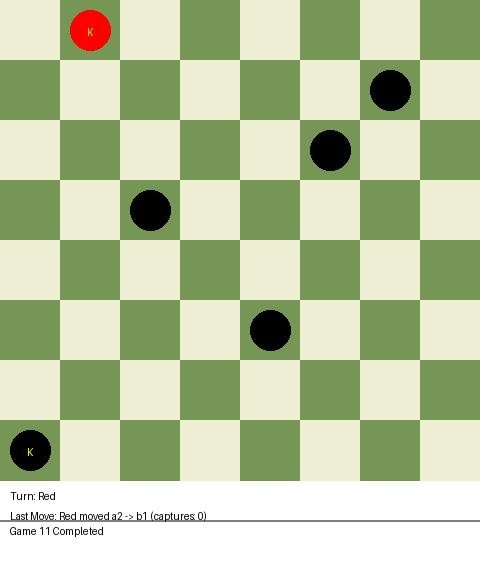 K
K
Turn: Red
Last Move: Red moved a2 -> b1 (captures: 0)
Game 11 Completed